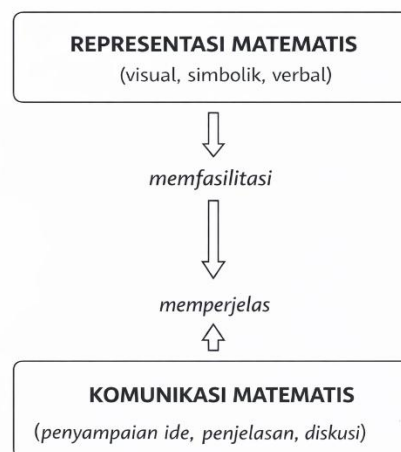 REPRESENTASI MATEMATIS
(visual, simbolik, verbal)
memfasilitasi
memperjelas
KOMUNIKASI MATEMATIS
(penyampaian ide, penjelasan, diskusi)